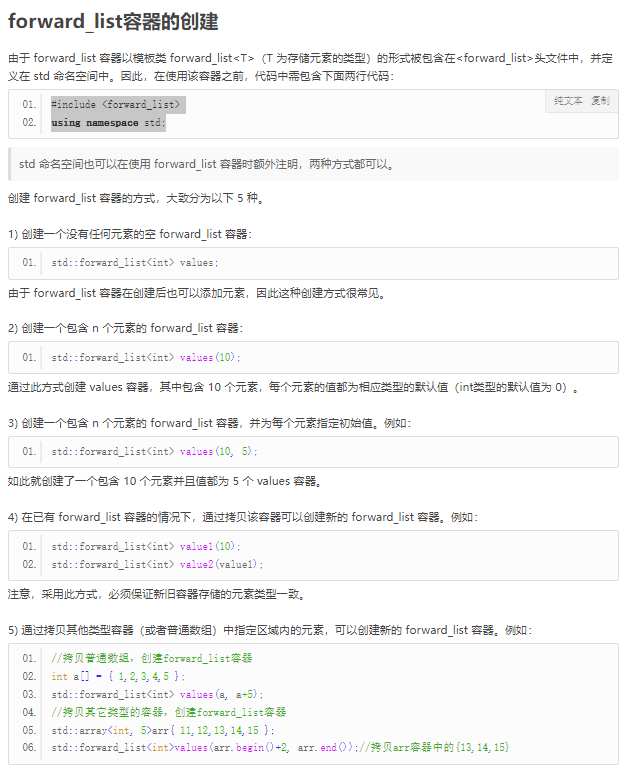 forward_list容器的创建
由于 forward_list 容器以模板类 forward_list<T>（T 为存储元素的类型）的形式被包含在<forward_list>头文件中，并定
义在 std 命名空间中。因此，在使用该容器之前，代码中需包含下面两行代码：
纯文本 复制
01. #include <forward_list>
02. using namespace std;
std 命名空间也可以在使用 forward_list 容器时额外注明，两种方式都可以。
创建 forward_list 容器的方式，大致分为以下 5 种。
1) 创建一个没有任何元素的空 forward_list 容器：
01. std::forward_list<int> values;
由于 forward_list 容器在创建后也可以添加元素，因此这种创建方式很常见。
2) 创建一个包含 n 个元素的 forward_list 容器：
01. std::forward_list<int> values(10);
通过此方式创建 values 容器，其中包含 10 个元素，每个元素的值都为相应类型的默认值（int类型的默认值为 0）。
3) 创建一个包含 n 个元素的 forward_list 容器，并为每个元素指定初始值。例如：
01. std::forward_list<int> values(10, 5);
如此就创建了一个包含 10 个元素并且值都为 5 个 values 容器。
4) 在已有 forward_list 容器的情况下，通过拷贝该容器可以创建新的 forward_list 容器。例如：
01. std::forward_list<int> value1(10);
02. std::forward_list<int> value2(value1);
注意，采用此方式，必须保证新旧容器存储的元素类型一致。
5) 通过拷贝其他类型容器（或者普通数组）中指定区域内的元素，可以创建新的 forward_list 容器。例如：
01. //拷贝普通数组，创建forward_list容器
02. int a[] = { 1,2,3,4,5 };
03. std::forward_list<int> values(a, a+5);
04. //拷贝其它类型的容器，创建forward_list容器
05. std::array<int, 5>arr{ 11,12,13,14,15 };
06. std::forward_list<int>values(arr.begin()+2, arr.end());//拷贝arr容器中的{13,14,15}